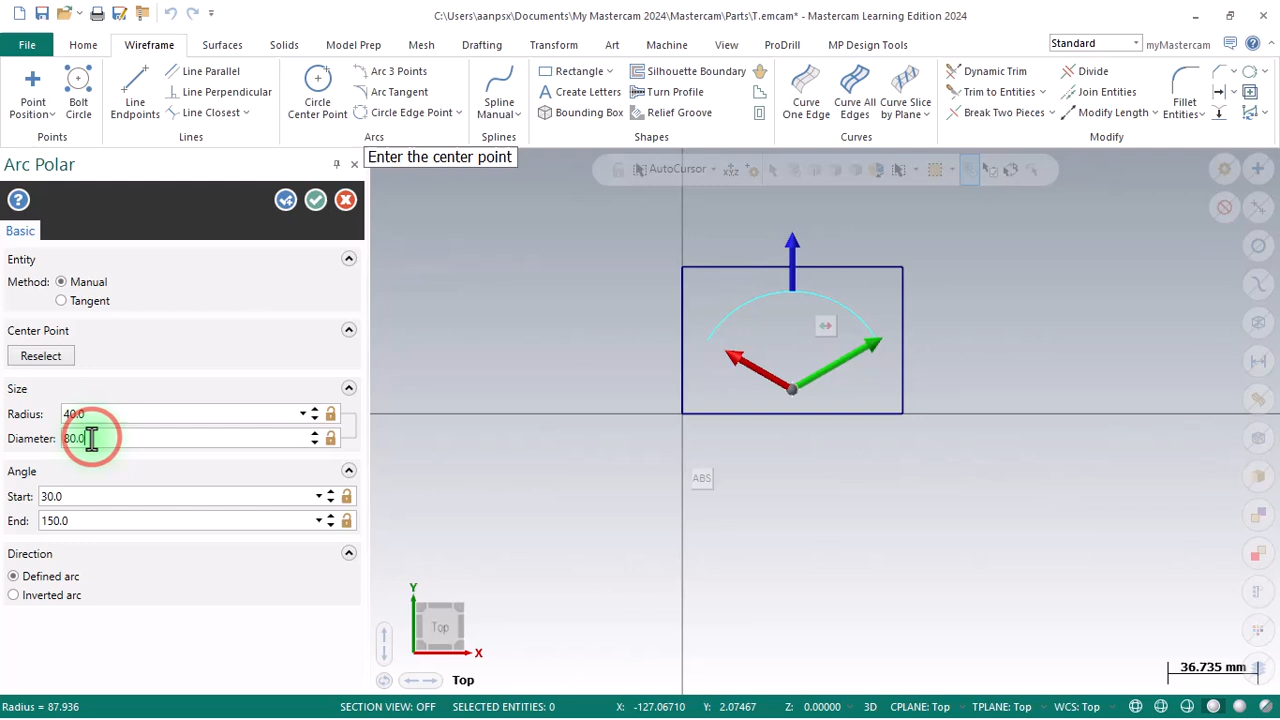 C:\Users\aanpsx\Documents\My Mastercam 2024\Mastercam\Parts\T.emcam* - Mastercam Learning Edition 2024
File Home Wireframe Surfaces Solids Model Prep Mesh Drafting Transform Art Machine View ProDrill MP Design Tools Standard myMastercam
Point Position Bolt Circle
Points
Line Endpoints Line Parallel
Line Perpendicular
Line Closest
Lines
Circle Center Point Arc 3 Points
Arc Tangent
Circle Edge Point
Arcs
Spline Manual
Splines
Rectangle Silhouette Boundary
Create Letters Turn Profile
Bounding Box Relief Groove
Shapes
Curve One Edge Curve All Edges Curve Slice by Plane
Curves
Dynamic Trim Divide
Trim to Entities Join Entities
Break Two Pieces Modify Length
Fillet Entities
Modify
Arc Polar
Enter the center point
AutoCursor
Basic
Entity
Method: Manual
Tangent
Center Point
Reselect
Size
Radius: 40.0
Diameter: 80.0
Angle
Start: 30.0
End: 150.0
Direction
Defined arc
Inverted arc
ABS
Y
Top
X
Top
36.735 mm
Radius = 87.936 SECTION VIEW: OFF SELECTED ENTITIES: 0 X: -127.06710 Y: 2.07467 Z: 0.00000 3D CPLANE: Top TPLANE: Top WCS: Top